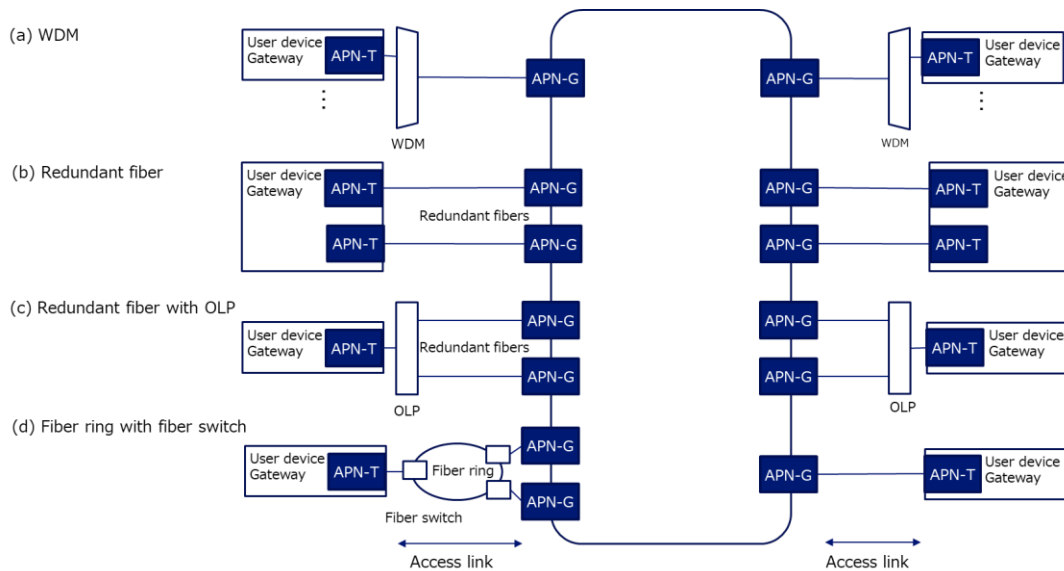 (a) WDM
User device
Gateway
APN-T
⋮
WDM
APN-G
APN-G
WDM
APN-T
User device
Gateway
⋮
(b) Redundant fiber
User device
Gateway
APN-T
APN-T
Redundant fibers
APN-G
APN-G
APN-G
APN-G
APN-T
APN-T
User device
Gateway
(c) Redundant fiber with OLP
User device
Gateway
APN-T
OLP
Redundant fibers
APN-G
APN-G
APN-G
APN-G
OLP
APN-T
User device
Gateway
(d) Fiber ring with fiber switch
User device
Gateway
APN-T
Fiber ring
Fiber switch
APN-G
APN-G
APN-G
APN-T
User device
Gateway
Access link
Access link